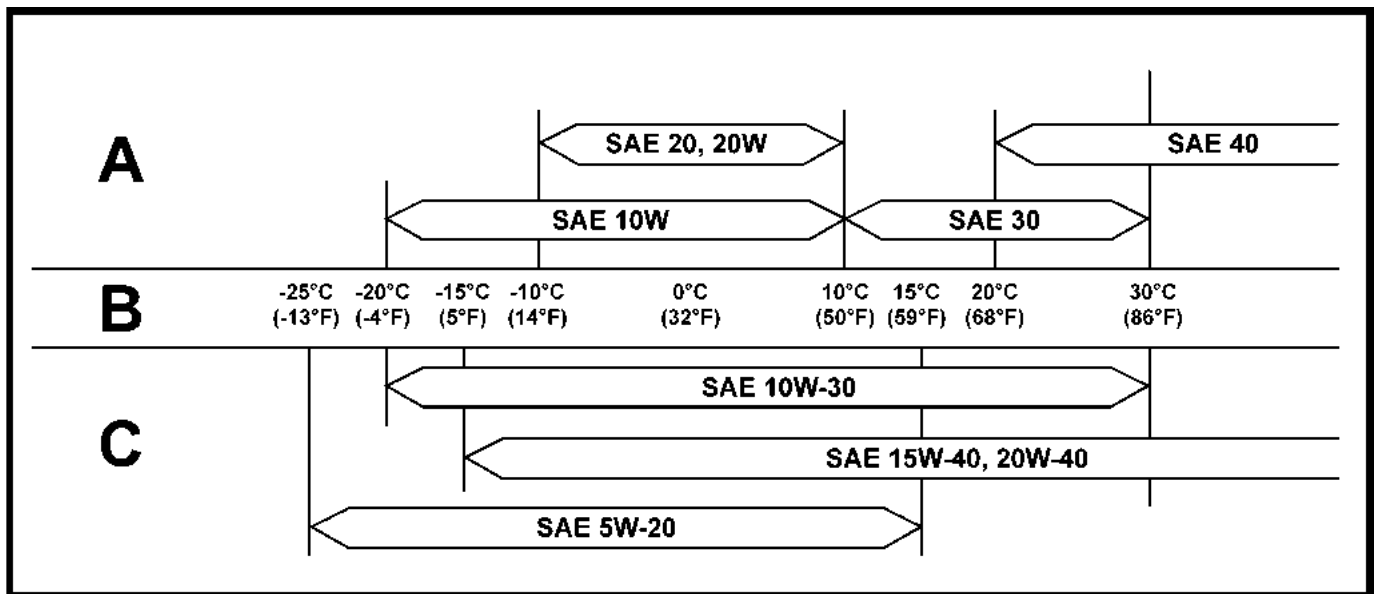 A
SAE 20, 20W
SAE 40
SAE 10W
SAE 30
B
-25°C -20°C -15°C -10°C 0°C 10°C 15°C 20°C 30°C
(-13°F) (-4°F) (5°F) (14°F) (32°F) (50°F) (59°F) (68°F) (86°F)
C
SAE 10W-30
SAE 15W-40, 20W-40
SAE 5W-20